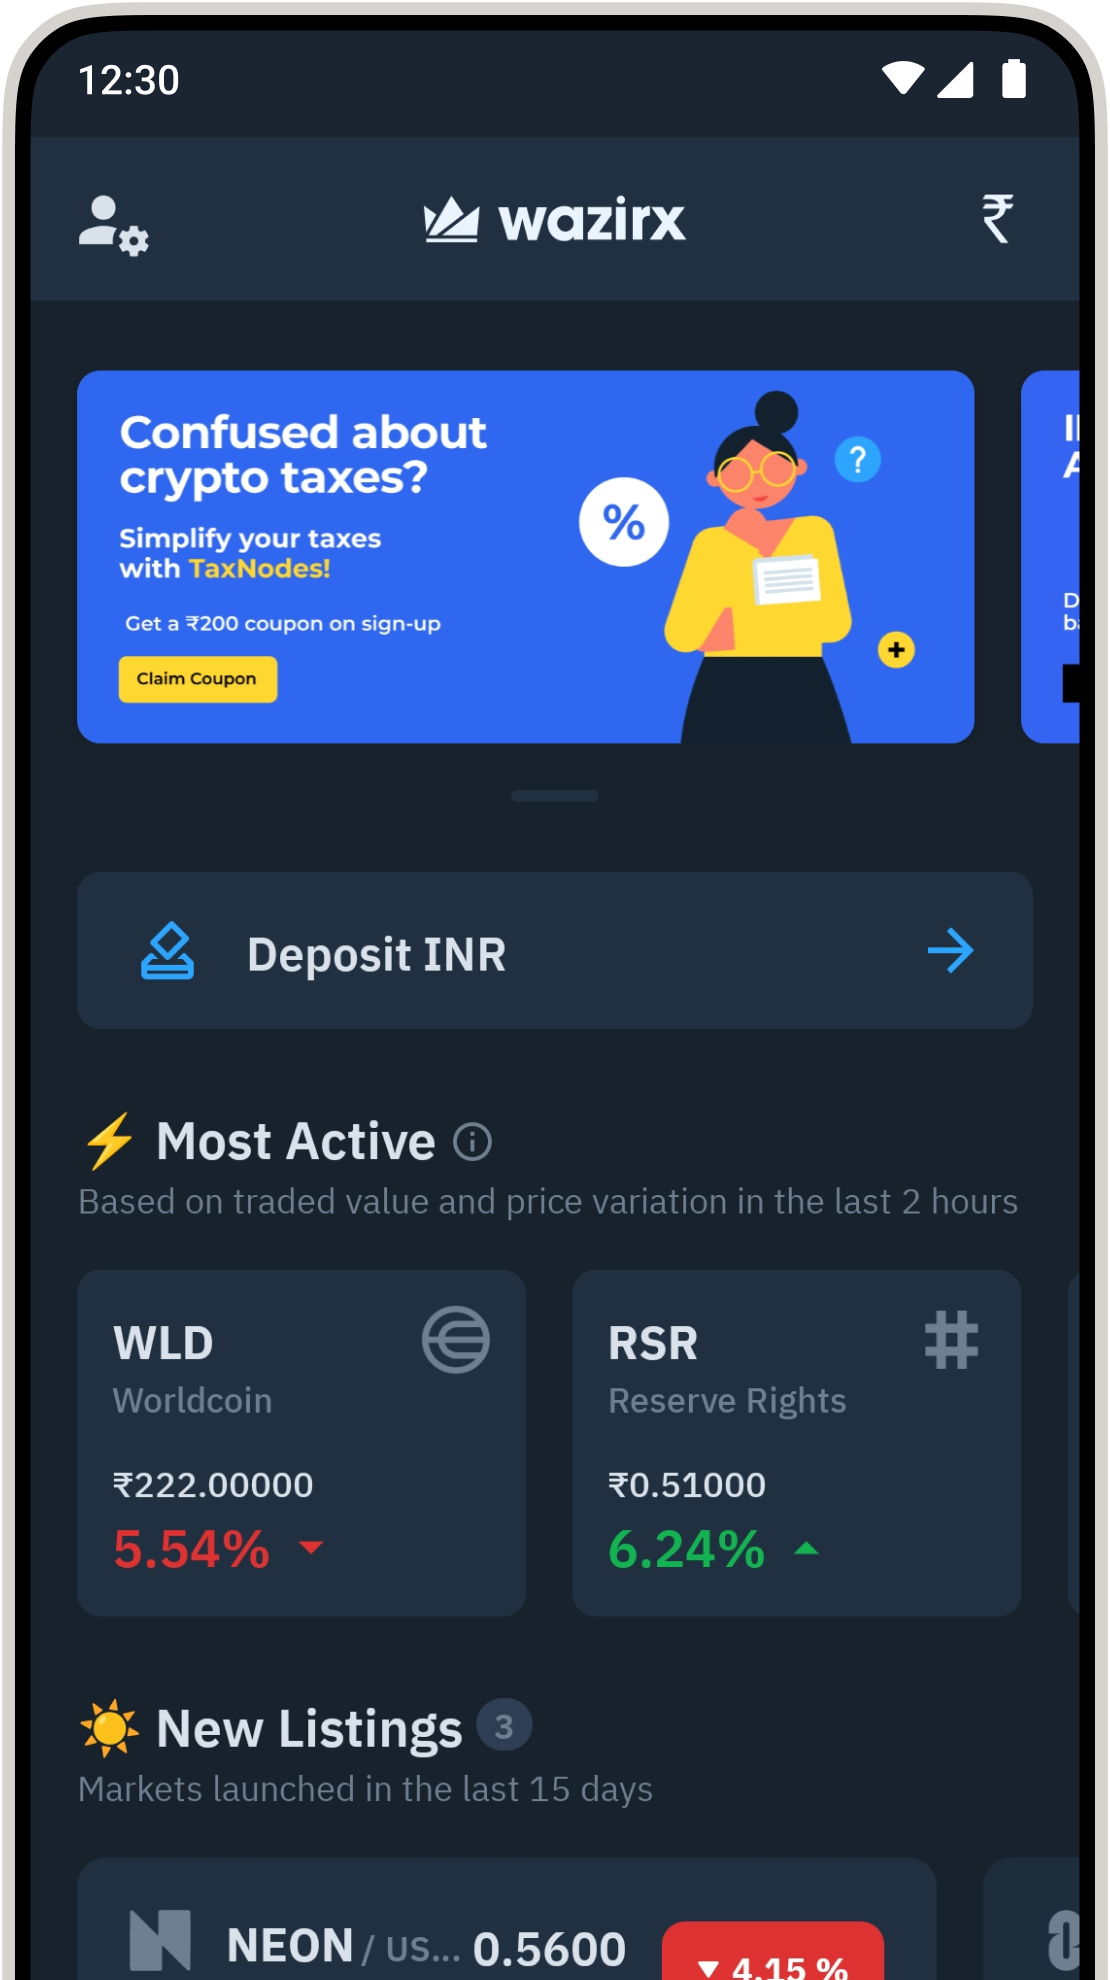 12:30
wazirx
₹
Confused about
crypto taxes?
Simplify your taxes
with TaxNodes!
Get a ₹200 coupon on sign-up
Claim Coupon
%
?
Deposit INR
⚡ Most Active
Based on traded value and price variation in the last 2 hours
WLD
Worldcoin
₹222.00000
5.54% ▼
RSR
Reserve Rights
₹0.51000
6.24% ▲
☀️ New Listings 3
Markets launched in the last 15 days
NEON / US... 0.5600 ▼ 4.15 %